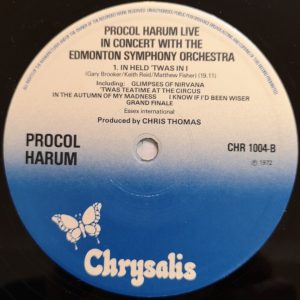 PROCOL HARUM LIVE
IN CONCERT WITH THE
EDMONTON SYMPHONY ORCHESTRA
1. IN HELD 'TWAS IN I
(Gary Brooker/Keith Reid/Matthew Fisher) (19.11)
Including: GLIMPSES OF NIRVANA
'TWAS TEATIME AT THE CIRCUS
IN THE AUTUMN OF MY MADNESS I KNOW IF I'D BEEN WISER
GRAND FINALE
Essex international
Produced by CHRIS THOMAS
PROCOL
HARUM
CHR 1004-B
℗ 1972
Chrysalis